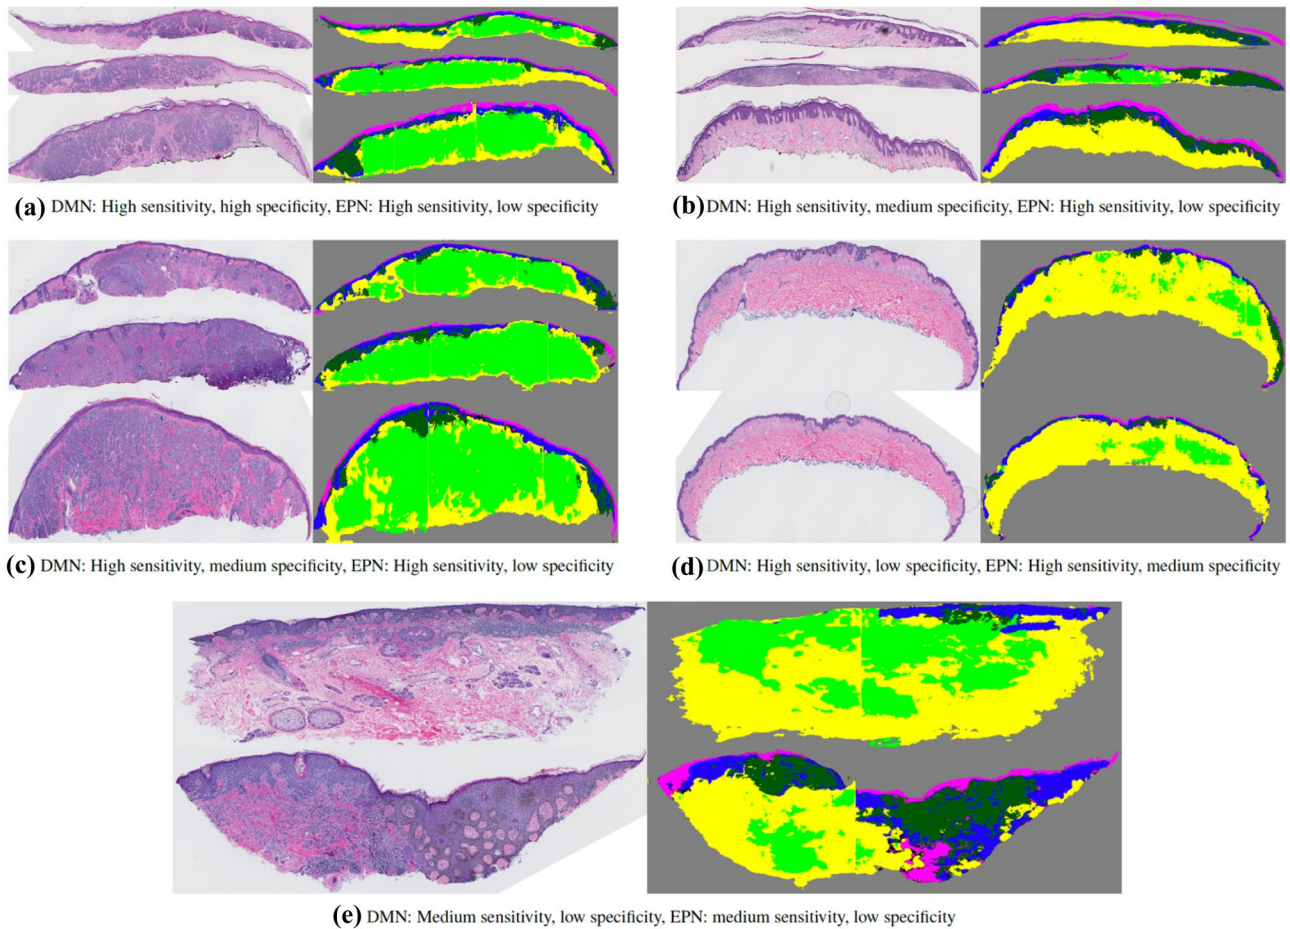 (a) DMN: High sensitivity, high specificity, EPN: High sensitivity, low specificity
(b) DMN: High sensitivity, medium specificity, EPN: High sensitivity, low specificity
(c) DMN: High sensitivity, medium specificity, EPN: High sensitivity, low specificity
(d) DMN: High sensitivity, low specificity, EPN: High sensitivity, medium specificity
(e) DMN: Medium sensitivity, low specificity, EPN: medium sensitivity, low specificity